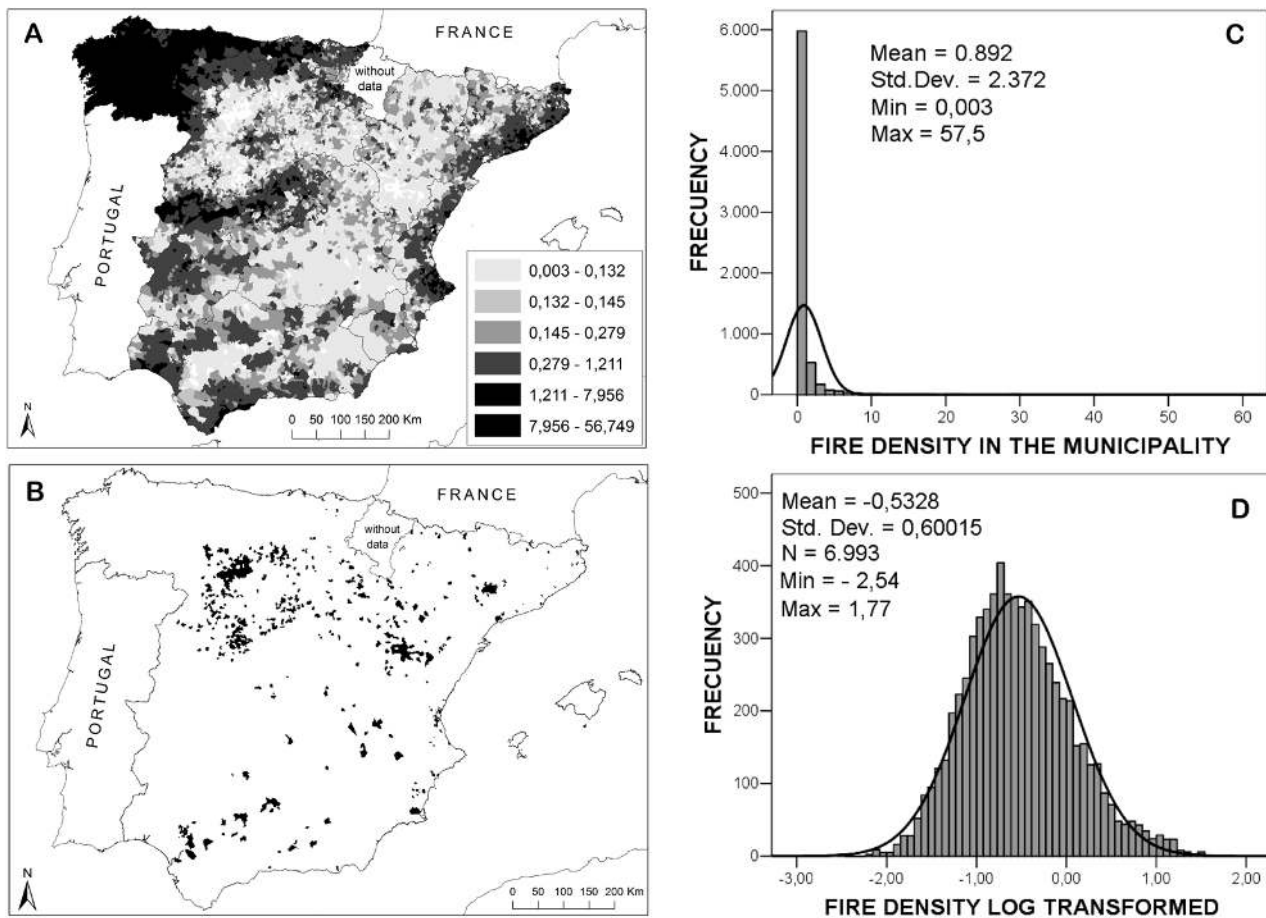 A
FRANCE
without
data
PORTUGAL
0,003 - 0,132
0,132 - 0,145
0,145 - 0,279
0,279 - 1,211
1,211 - 7,956
7,956 - 56,749
N
0 50 100 150 200 Km
B
FRANCE
without
data
PORTUGAL
N
0 50 100 150 200 Km
C
Mean = 0.892
Std.Dev. = 2.372
Min = 0,003
Max = 57,5
FRECUENCY
6.000
5.000
4.000
3.000
2.000
1.000
0
0 10 20 30 40 50 60
FIRE DENSITY IN THE MUNICIPALITY
D
Mean = -0,5328
Std. Dev. = 0,60015
N = 6.993
Min = - 2,54
Max = 1,77
FRECUENCY
500
400
300
200
100
0
-3,00 -2,00 -1,00 0,00 1,00 2,00
FIRE DENSITY LOG TRANSFORMED